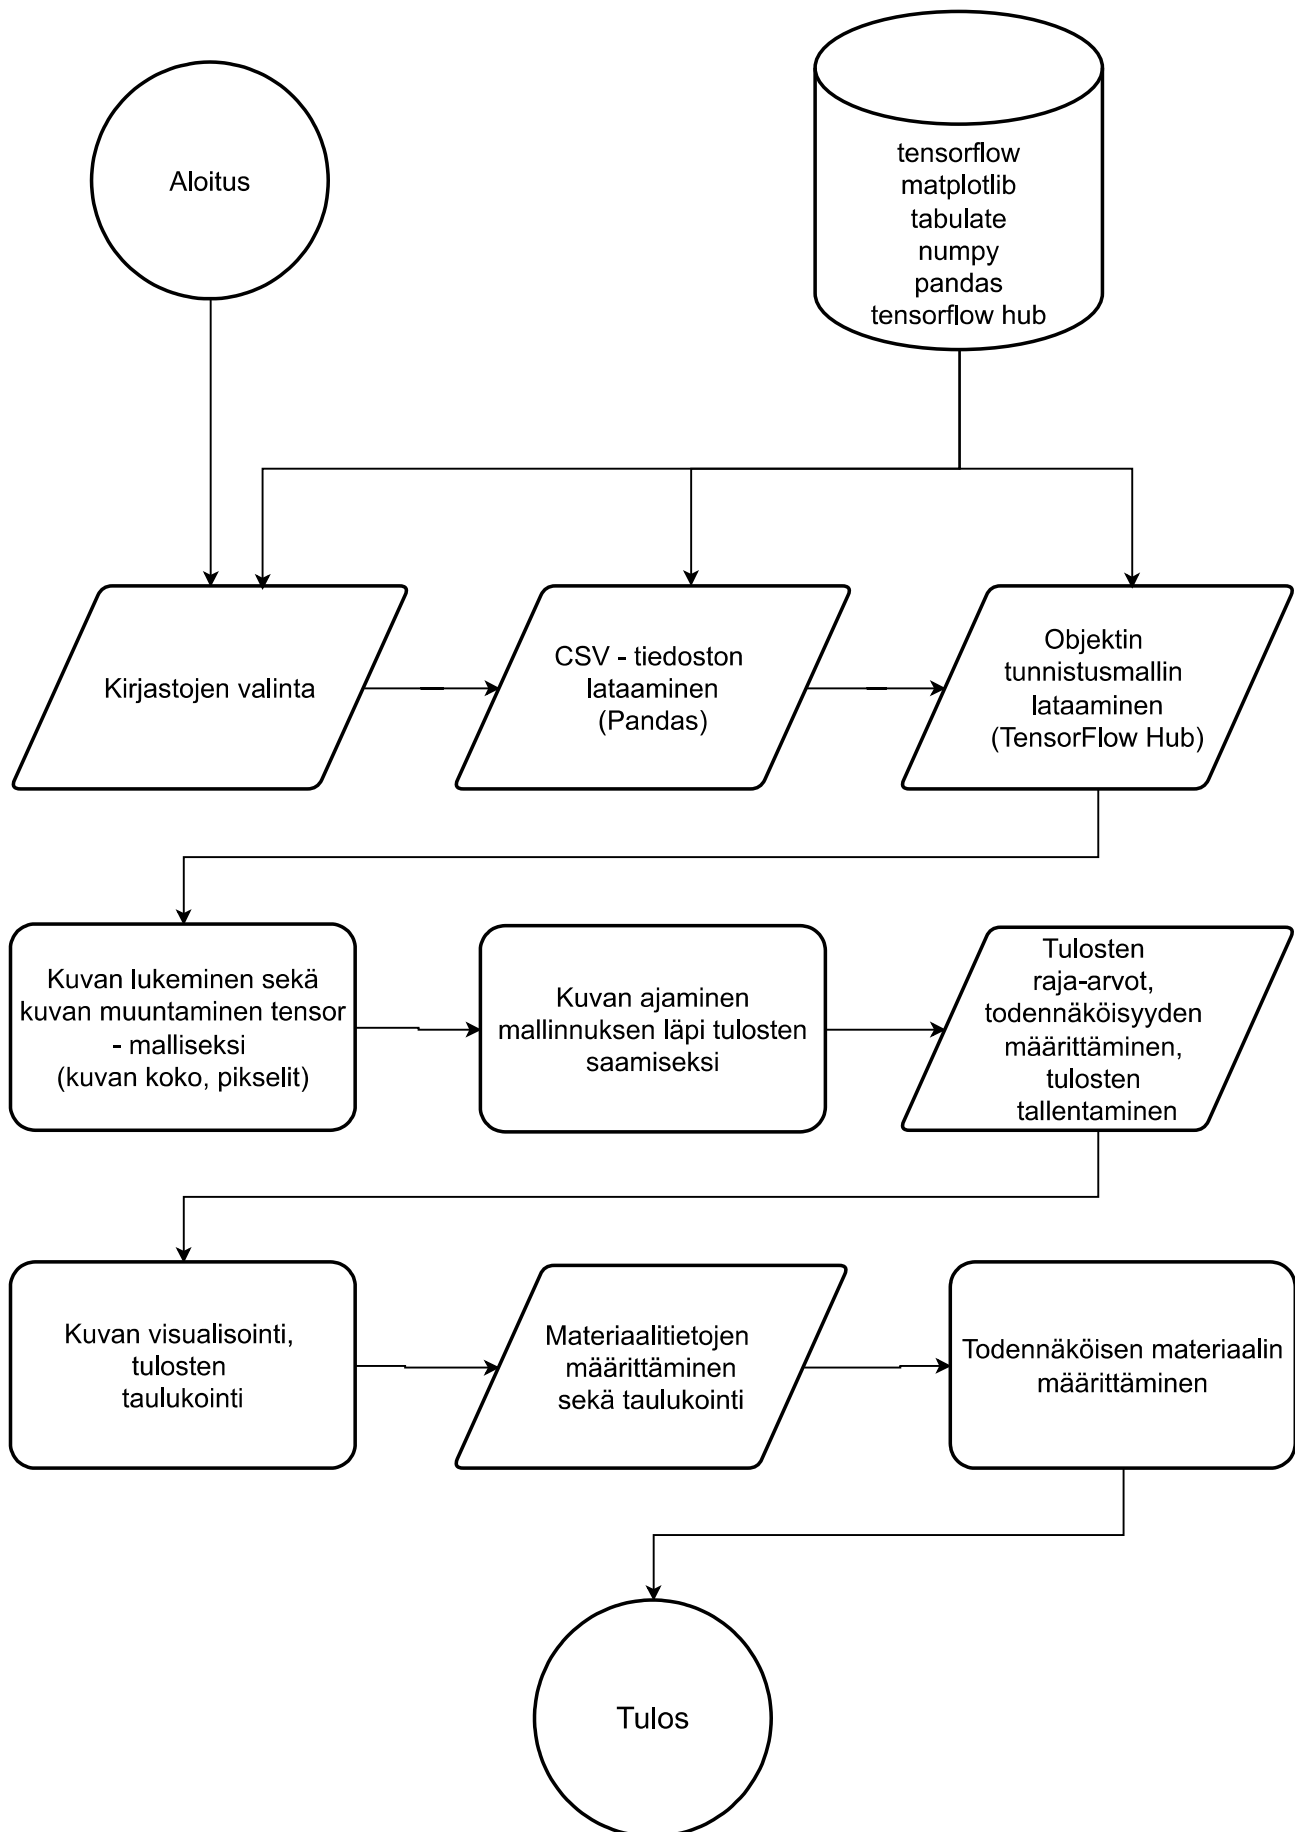 Aloitus
tensorflow
matplotlib
tabulate
numpy
pandas
tensorflow hub
Kirjastojen valinta
CSV - tiedoston
lataaminen
(Pandas)
Objektin
tunnistusmallin
lataaminen
(TensorFlow Hub)
Kuvan lukeminen sekä
kuvan muuntaminen tensor
- malliseksi
(kuvan koko, pikselit)
Kuvan ajaminen
mallinnuksen läpi tulosten
saamiseksi
Tulosten
raja-arvot,
todennäköisyyden
määrittäminen,
tulosten
tallentaminen
Kuvan visualisointi,
tulosten
taulukointi
Materiaalitietojen
määrittäminen
sekä taulukointi
Todennäköisen materiaalin
määrittäminen
Tulos